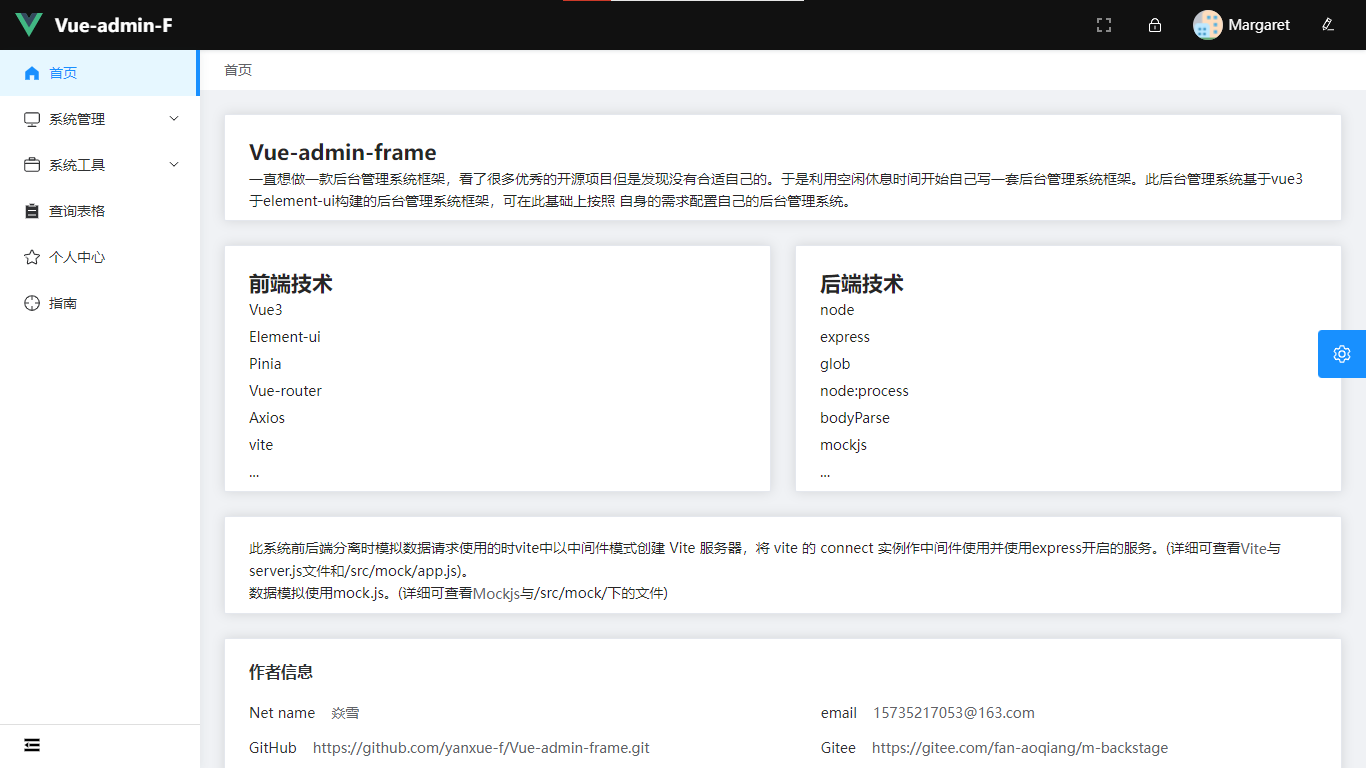 Vue-admin-F
Margaret
首页
系统管理
系统工具
查询表格
个人中心
指南
首页
Vue-admin-frame
一直想做一款后台管理系统框架，看了很多优秀的开源项目但是发现没有合适自己的。于是利用空闲休息时间开始自己写一套后台管理系统框架。此后台管理系统基于vue3
于element-ui构建的后台管理系统框架，可在此基础上按照 自身的需求配置自己的后台管理系统。
前端技术
Vue3
Element-ui
Pinia
Vue-router
Axios
vite
...
后端技术
node
express
glob
node:process
bodyParse
mockjs
...
此系统前后端分离时模拟数据请求使用的时vite中以中间件模式创建 Vite 服务器，将 vite 的 connect 实例作中间件使用并使用express开启的服务。(详细可查看Vite与
server.js文件和/src/mock/app.js)。
数据模拟使用mock.js。(详细可查看Mockjs与/src/mock/下的文件)
作者信息
Net name 焱雪
email 15735217053@163.com
GitHub https://github.com/yanxue-f/Vue-admin-frame.git
Gitee https://gitee.com/fan-aoqiang/m-backstage